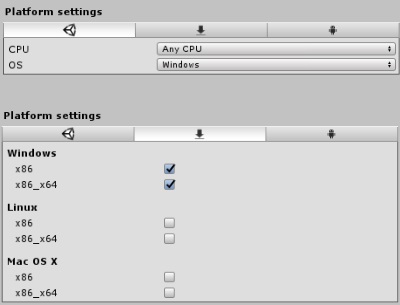 Platform settings
CPU Any CPU
OS Windows
Platform settings
Windows
x86
x86_x64
Linux
x86
x86_x64
Mac OS X
x86
x86_x64